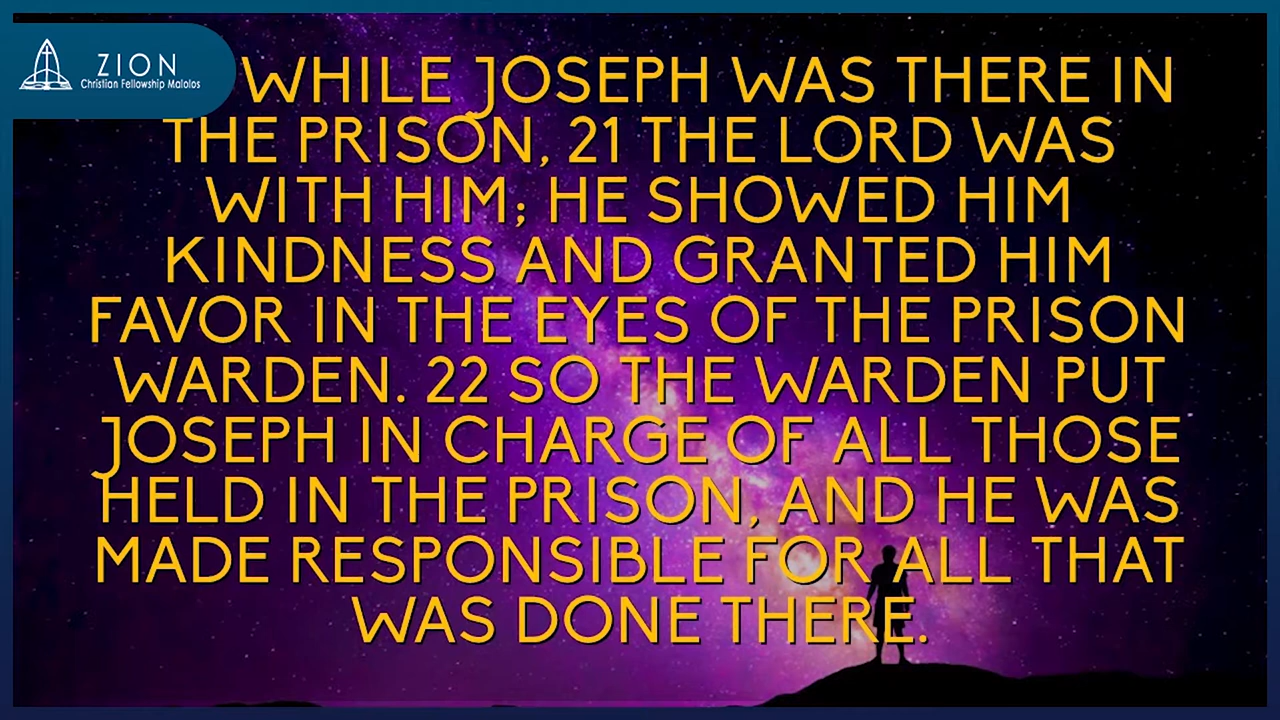 ZION
Christian Fellowship Malolos
WHILE JOSEPH WAS THERE IN
THE PRISON, 21 THE LORD WAS
WITH HIM; HE SHOWED HIM
KINDNESS AND GRANTED HIM
FAVOR IN THE EYES OF THE PRISON
WARDEN. 22 SO THE WARDEN PUT
JOSEPH IN CHARGE OF ALL THOSE
HELD IN THE PRISON, AND HE WAS
MADE RESPONSIBLE FOR ALL THAT
WAS DONE THERE.